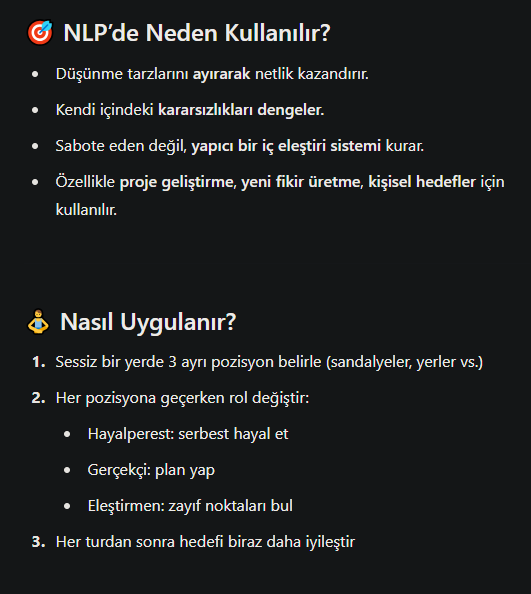 🎯 NLP’de Neden Kullanılır?
• Düşünme tarzlarını ayırarak netlik kazandırır.
• Kendi içindeki kararsızlıkları dengeler.
• Sabote eden değil, yapıcı bir iç eleştiri sistemi kurar.
• Özellikle proje geliştirme, yeni fikir üretme, kişisel hedefler için
kullanılır.
🧘‍♂️ Nasıl Uygulanır?
1. Sessiz bir yerde 3 ayrı pozisyon belirle (sandalyeler, yerler vs.)
2. Her pozisyona geçerken rol değiştir:
• Hayalperest: serbest hayal et
• Gerçekçi: plan yap
• Eleştirmen: zayıf noktaları bul
3. Her turdan sonra hedefi biraz daha iyileştir